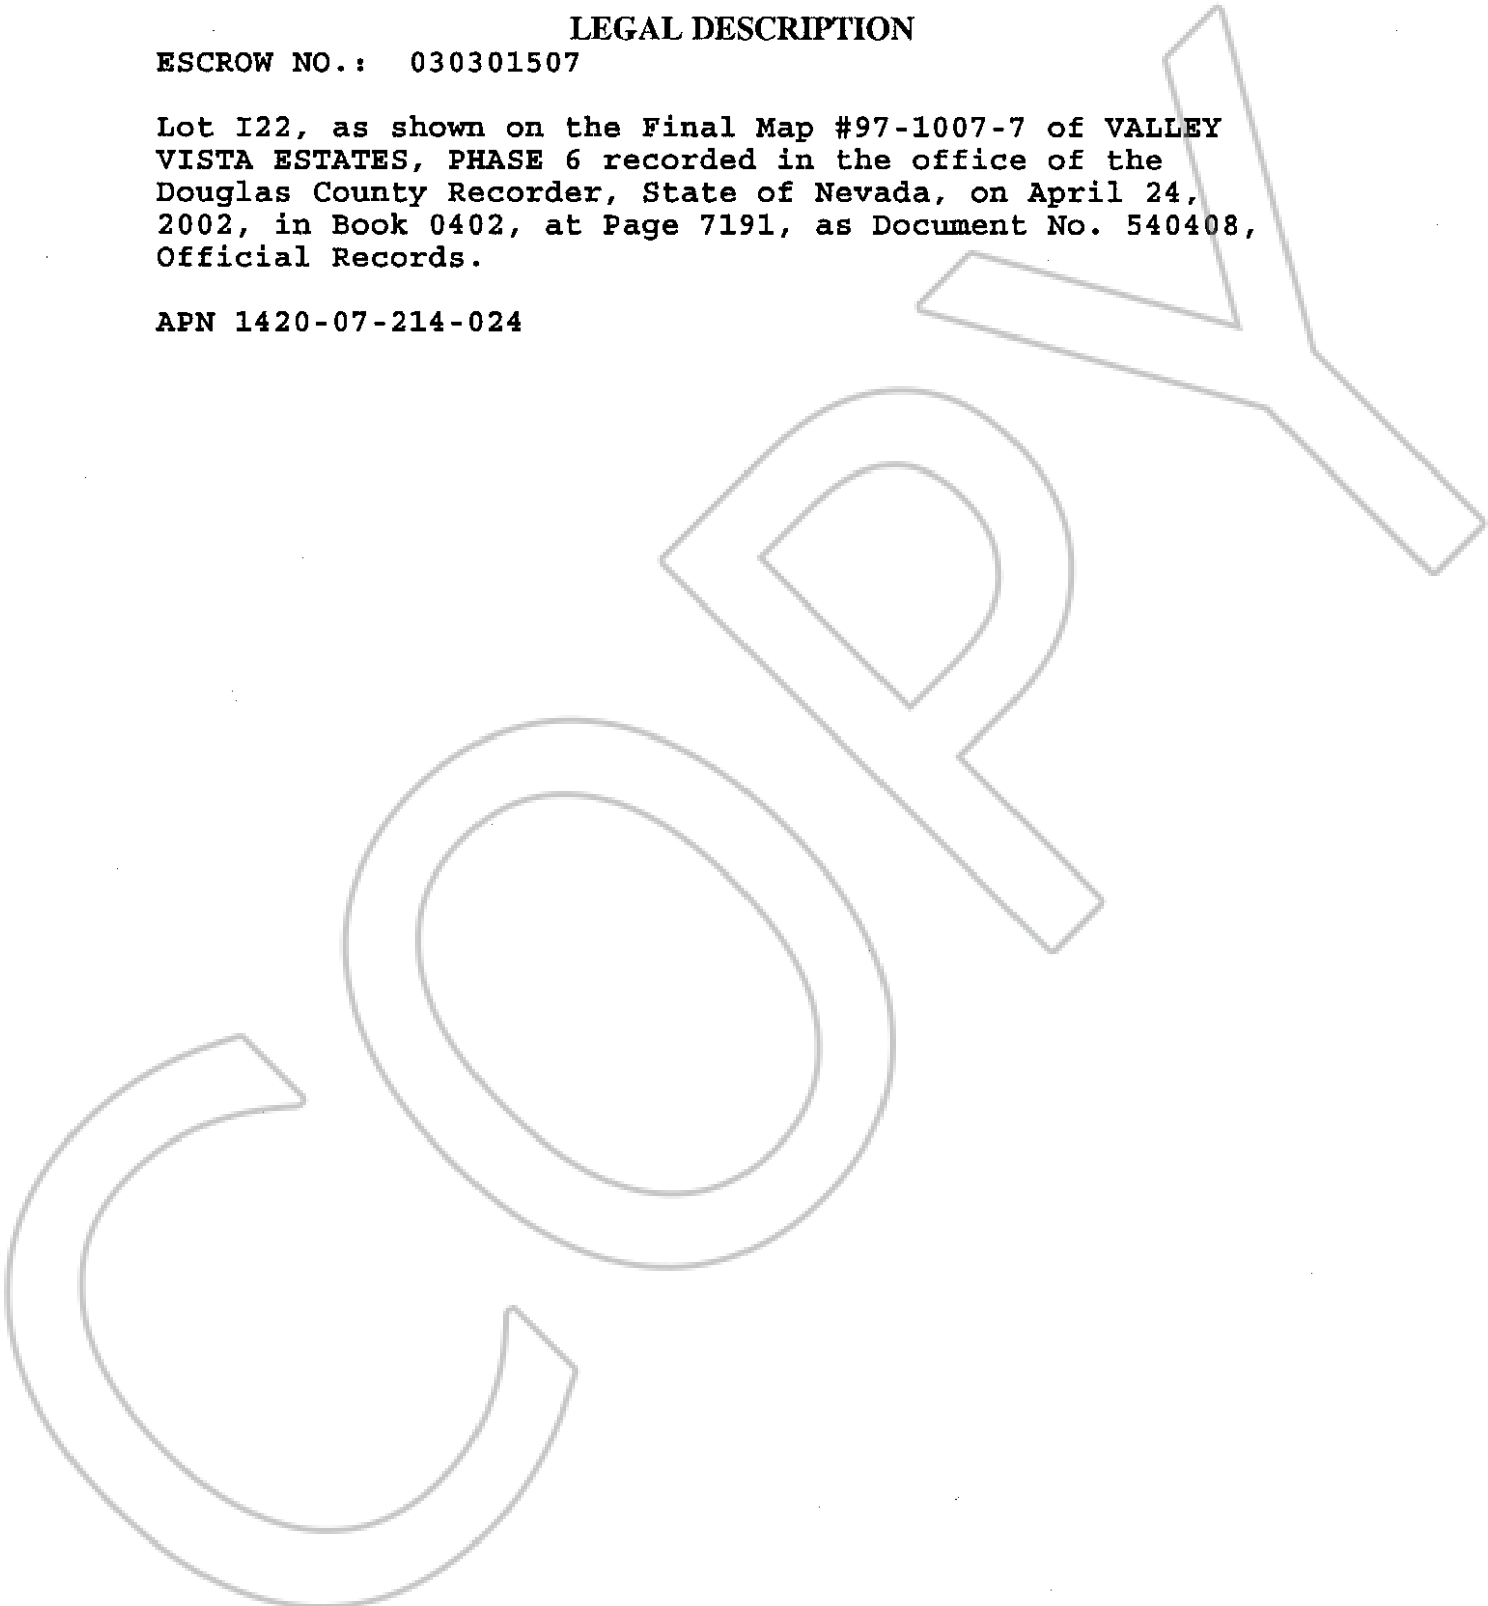 LEGAL DESCRIPTION
ESCROW NO.: 030301507
Lot I22, as shown on the Final Map #97-1007-7 of VALLEY
VISTA ESTATES, PHASE 6 recorded in the office of the
Douglas County Recorder, State of Nevada, on April 24,
2002, in Book 0402, at Page 7191, as Document No. 540408,
Official Records.
APN 1420-07-214-024
COPY